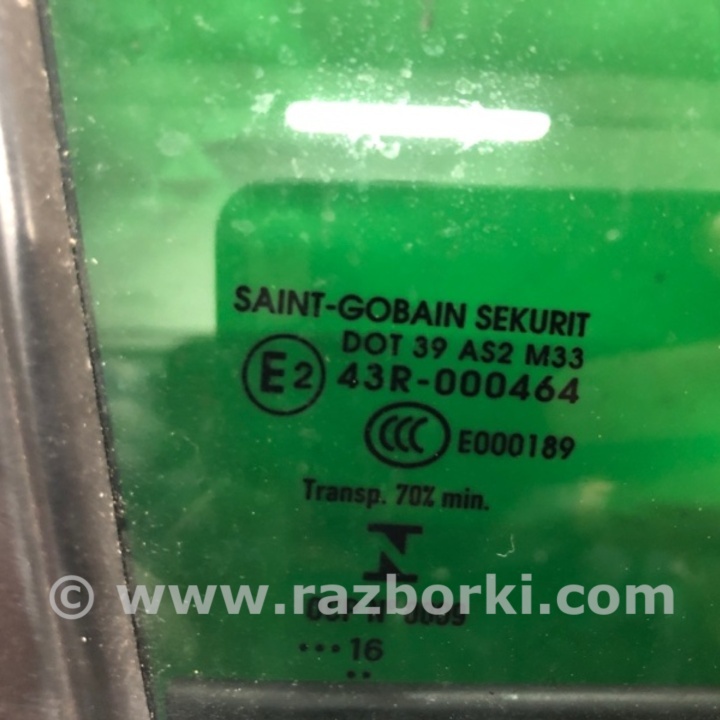 SAINT-GOBAIN SEKURIT
DOT 39 AS2 M33
E2 43R-000464
CCC E000189
Transp. 70% min.
© www.razborki.com
•••16
••